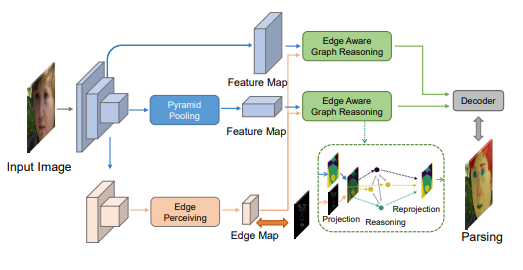 Edge Aware
Graph Reasoning
Feature Map
Pyramid
Pooling
Edge Aware
Graph Reasoning
Decoder
Feature Map
Input Image
Edge
Perceiving
Edge Map
Projection
Reasoning
Reprojection
Parsing